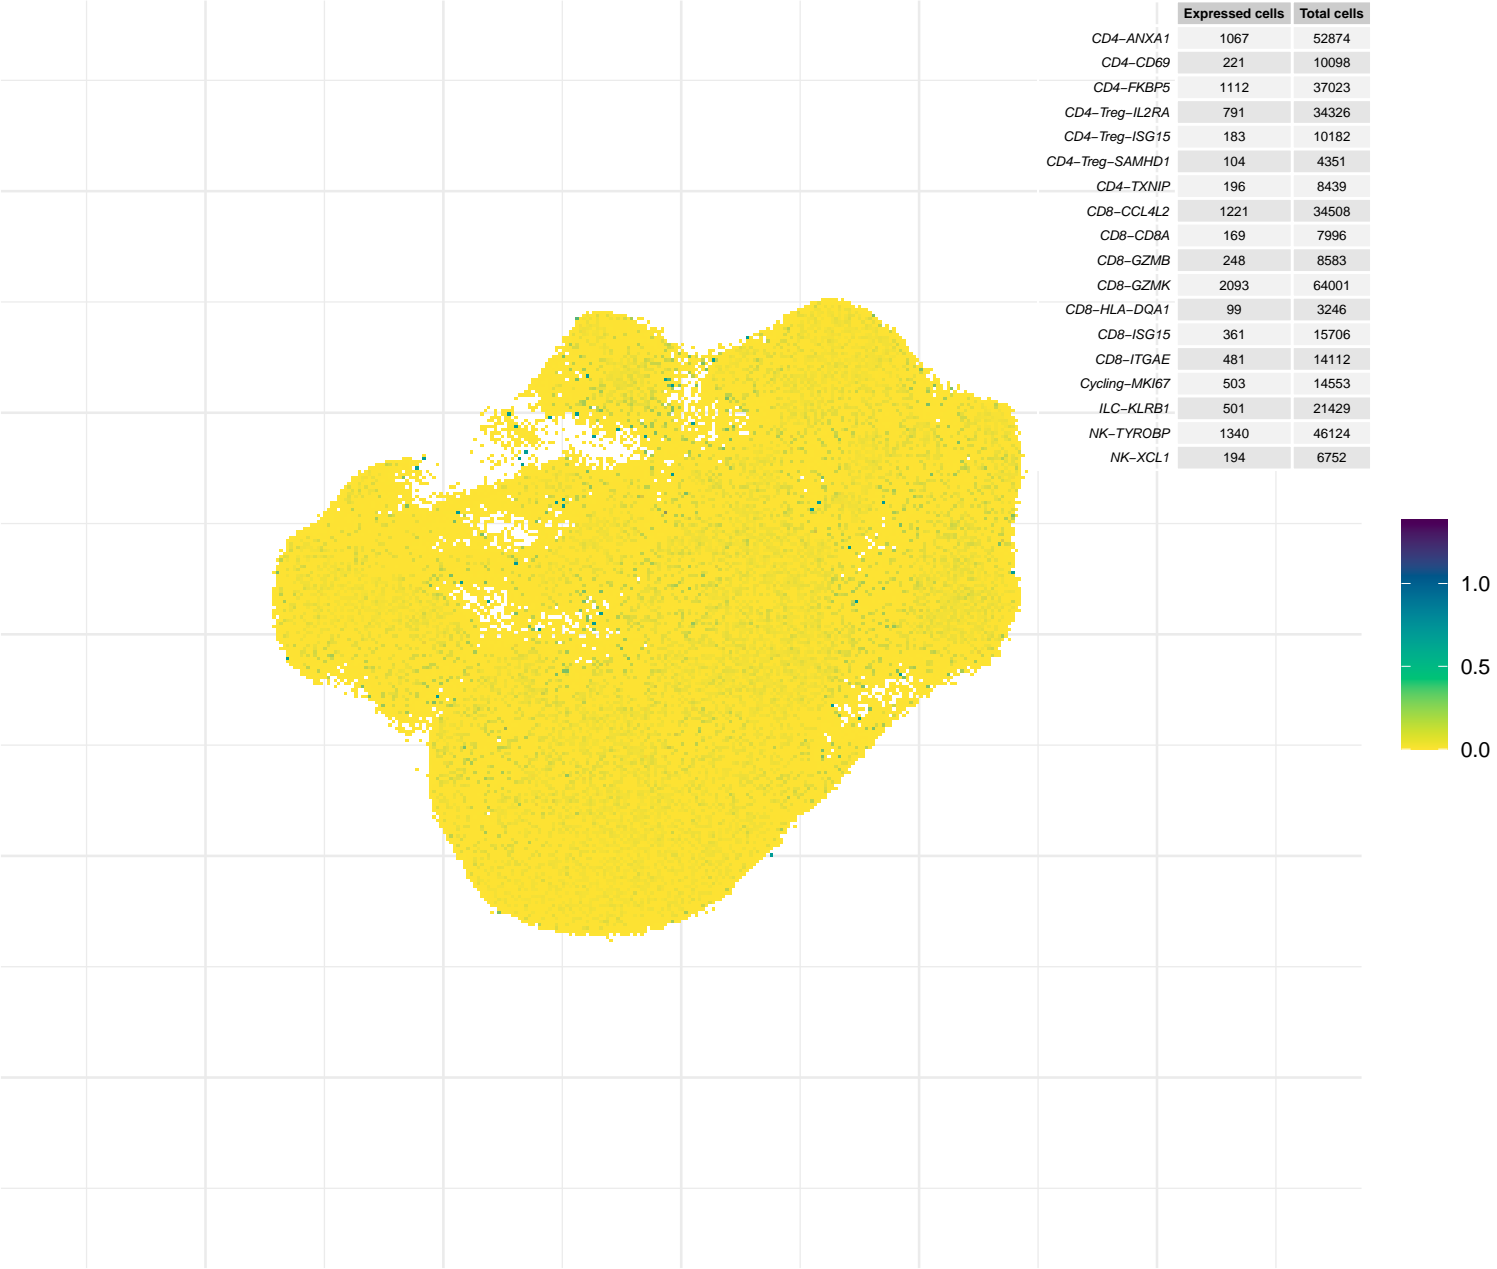 Expressed cells Total cells
CD4−ANXA1 1067 52874
CD4−CD69 221 10098
CD4−FKBP5 1112 37023
CD4−Treg−IL2RA 791 34326
CD4−Treg−ISG15 183 10182
CD4−Treg−SAMHD1 104 4351
CD4−TXNIP 196 8439
CD8−CCL4L2 1221 34508
CD8−CD8A 169 7996
CD8−GZMB 248 8583
CD8−GZMK 2093 64001
CD8−HLA−DQA1 99 3246
CD8−ISG15 361 15706
CD8−ITGAE 481 14112
Cycling−MKI67 503 14553
ILC−KLRB1 501 21429
NK−TYROBP 1340 46124
NK−XCL1 194 6752
1.0
0.5
0.0